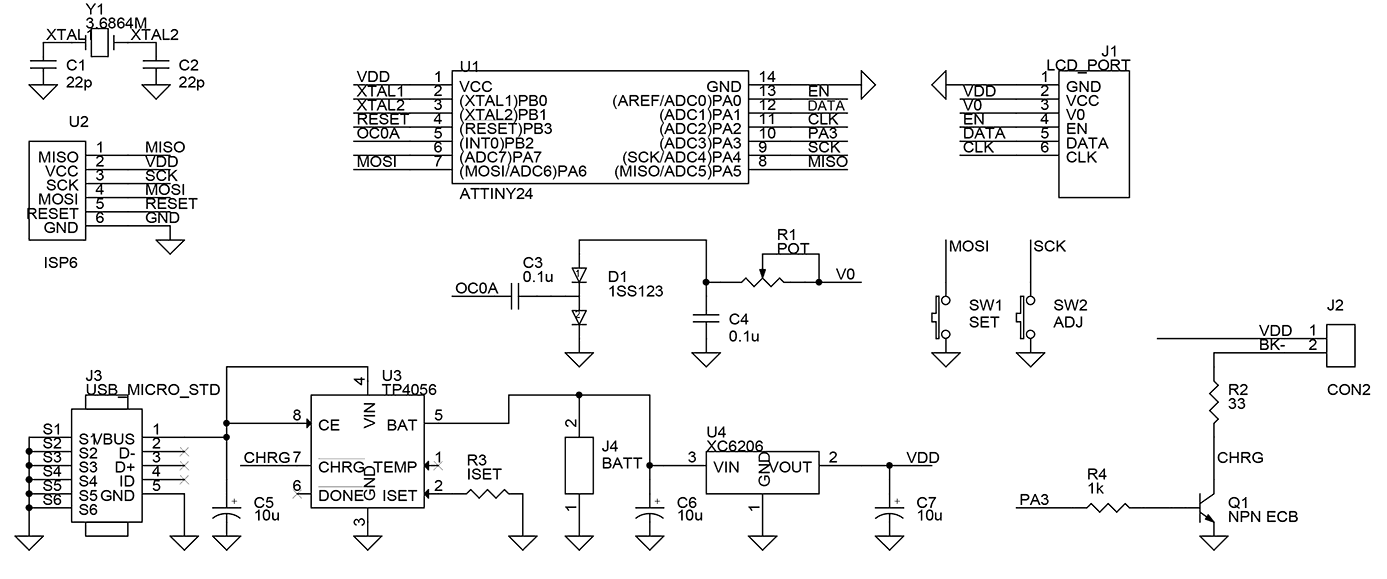 Y1
3.6864M
XTAL1 XTAL2
C1
22p
C2
22p
U2
1 MISO
2 VDD
3 SCK
4 MOSI
5 RESET
6 GND
MISO
VCC
SCK
MOSI
RESET
GND
ISP6
U1
VDD 1 VCC
XTAL1 2 (XTAL1)PB0
XTAL2 3 (XTAL2)PB1
RESET 4 (RESET)PB3
OC0A 5 (INT0)PB2
6 (ADC7)PA7
MOSI 7 (MOSI/ADC6)PA6
GND 14
(AREF/ADC0)PA0 13 EN
(ADC1)PA1 12 DATA
(ADC2)PA2 11 CLK
(ADC3)PA3 10 PA3
(SCK/ADC4)PA4 9 SCK
(MISO/ADC5)PA5 8 MISO
ATTINY24
J1
LCD_PORT
1 GND
VDD 2 VCC
V0 3 V0
EN 4 EN
DATA 5 DATA
CLK 6 CLK
OC0A
C3
0.1u
1
2
D1
1SS123
R1
POT
V0
C4
0.1u
MOSI
SW1
SET
SCK
SW2
ADJ
J2
VDD 1
BK- 2
CON2
R2
33
CHRG
PA3
R4
1k
Q1
NPN ECB
J3
USB_MICRO_STD
S1 S1 VBUS 1
S2 S2 D- 2
S3 S3 D+ 3
S4 S4 ID 4
S5 S5 GND 5
S6 S6
C5
10u
U3
TP4056
4 VIN
8 CE
BAT 5
CHRG 7 CHRG
TEMP 1
6 DONE
ISET 2
GND 3
R3
ISET
2
J4
BATT
1
C6
10u
U4
XC6206
3 VIN
GND 1
VOUT 2
VDD
C7
10u